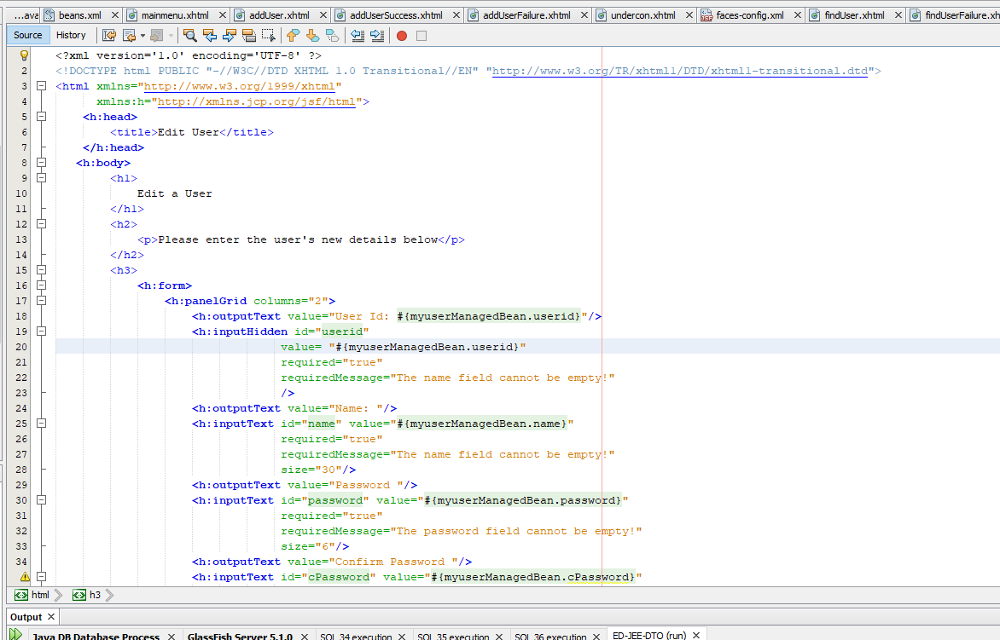 ...ava beans.xml mainmenu.xhtml addUser.xhtml addUserSuccess.xhtml addUserFailure.xhtml undercon.xhtml faces-config.xml findUser.xhtml findUserFailure.xh
Source History
<?xml version='1.0' encoding='UTF-8' ?>
2 <!DOCTYPE html PUBLIC "-//W3C//DTD XHTML 1.0 Transitional//EN" "http://www.w3.org/TR/xhtml1/DTD/xhtml1-transitional.dtd">
3 <html xmlns="http://www.w3.org/1999/xhtml"
4 xmlns:h="http://xmlns.jcp.org/jsf/html">
5 <h:head>
6 <title>Edit User</title>
7 </h:head>
8 <h:body>
9 <h1>
10 Edit a User
11 </h1>
12 <h2>
13 <p>Please enter the user's new details below</p>
14 </h2>
15 <h3>
16 <h:form>
17 <h:panelGrid columns="2">
18 <h:outputText value="User Id: #{myuserManagedBean.userid}"/>
19 <h:inputHidden id="userid"
20 value= "#{myuserManagedBean.userid}"
21 required="true"
22 requiredMessage="The name field cannot be empty!"
23 />
24 <h:outputText value="Name: "/>
25 <h:inputText id="name" value="#{myuserManagedBean.name}"
26 required="true"
27 requiredMessage="The name field cannot be empty!"
28 size="30"/>
29 <h:outputText value="Password "/>
30 <h:inputText id="password" value="#{myuserManagedBean.password}"
31 required="true"
32 requiredMessage="The password field cannot be empty!"
33 size="6"/>
34 <h:outputText value="Confirm Password "/>
<h:inputText id="cPassword" value="#{myuserManagedBean.cPassword}"
html h3
Output
Java DB Database Process GlassFish Server 5.1.0 SQL 34 execution SQL 35 execution SQL 36 execution ED-JEE-DTO (run)